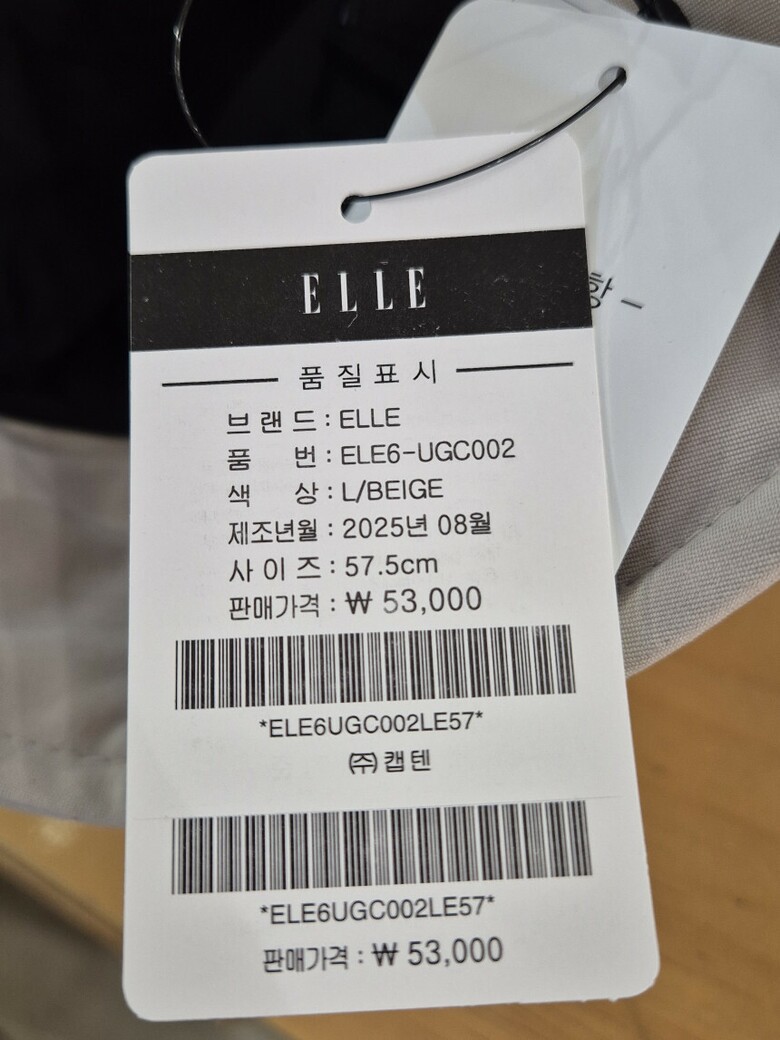 ELLE
품질표시
브랜드 : ELLE
품 번 : ELE6-UGC002
색 상 : L/BEIGE
제조년월 : 2025년 08월
사이즈 : 57.5cm
판매가격 : ₩ 53,000
*ELE6UGC002LE57*
㈜캡텐
*ELE6UGC002LE57*
판매가격 : ₩ 53,000
항 -